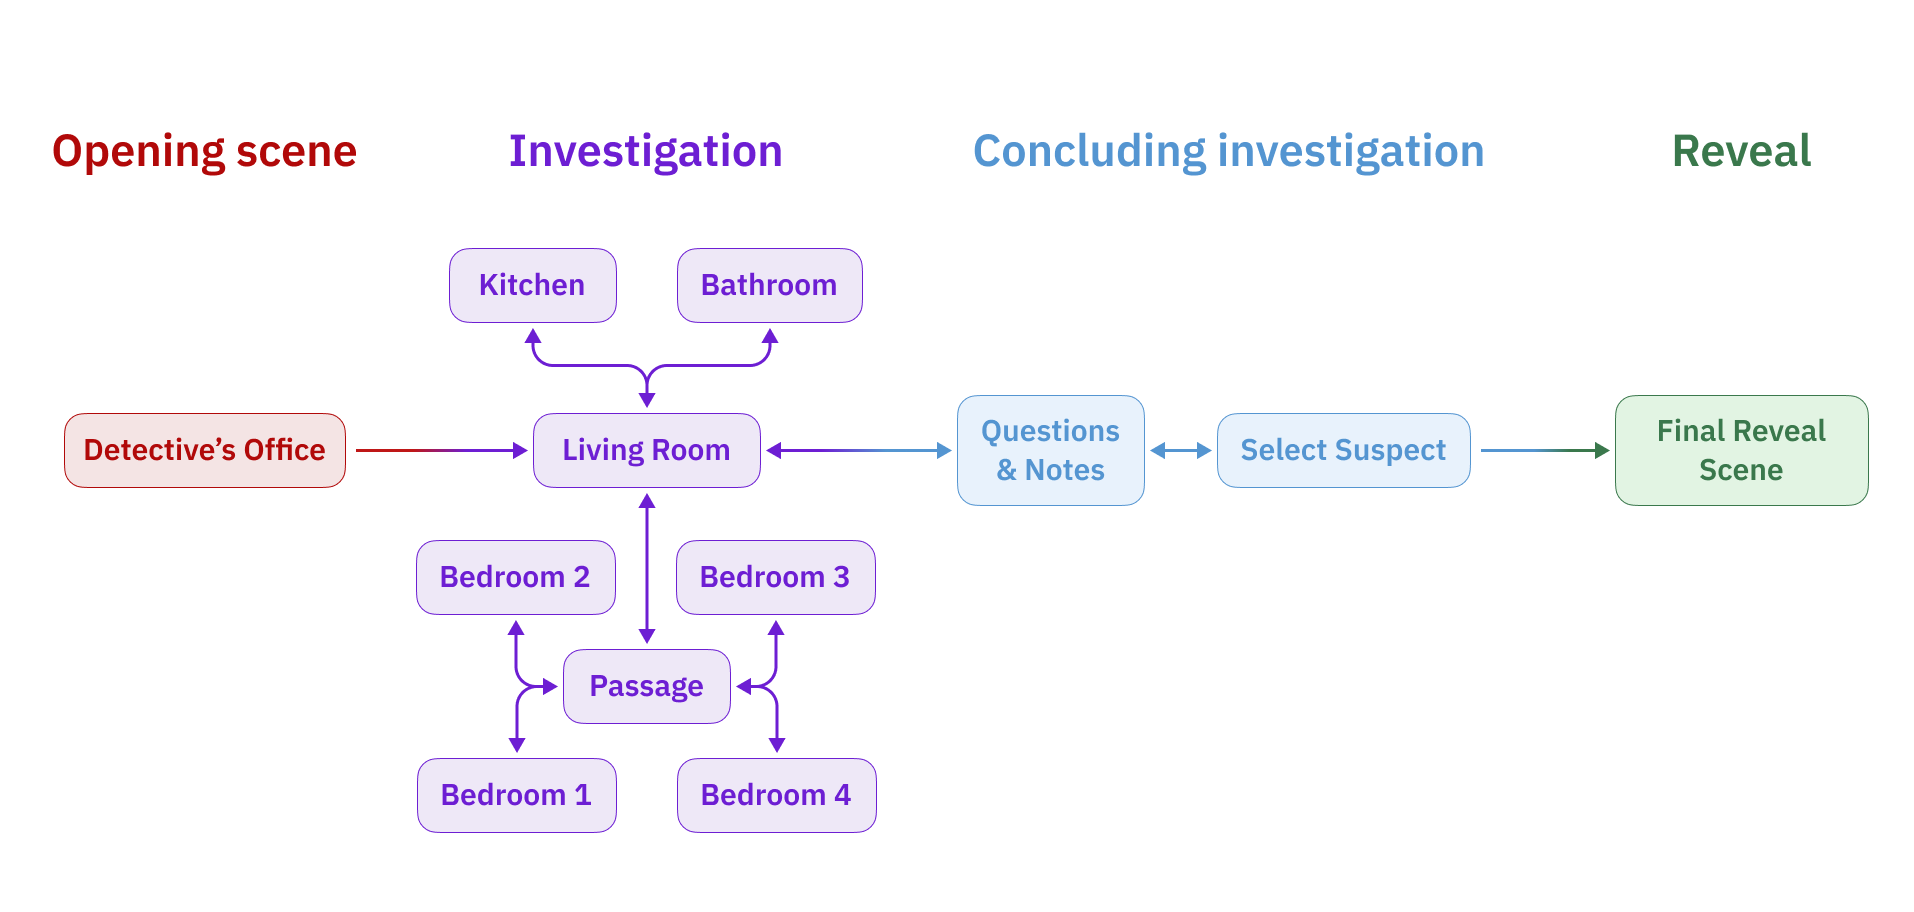 Opening scene
Investigation
Concluding investigation
Reveal
Kitchen
Bathroom
Detective’s Office
Living Room
Questions
& Notes
Select Suspect
Final Reveal
Scene
Bedroom 2
Bedroom 3
Passage
Bedroom 1
Bedroom 4